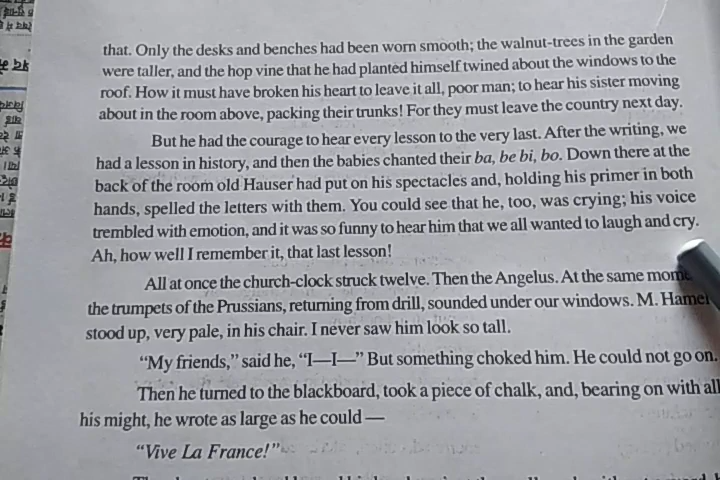 that. Only the desks and benches had been worn smooth; the walnut-trees in the garden
were taller, and the hop vine that he had planted himself twined about the windows to the
roof. How it must have broken his heart to leave it all, poor man; to hear his sister moving
about in the room above, packing their trunks! For they must leave the country next day.
But he had the courage to hear every lesson to the very last. After the writing, we
had a lesson in history, and then the babies chanted their ba, be bi, bo. Down there at the
back of the room old Hauser had put on his spectacles and, holding his primer in both
hands, spelled the letters with them. You could see that he, too, was crying; his voice
trembled with emotion, and it was so funny to hear him that we all wanted to laugh and cry.
Ah, how well I remember it, that last lesson!
All at once the church-clock struck twelve. Then the Angelus. At the same mome
the trumpets of the Prussians, returning from drill, sounded under our windows. M. Hamel
stood up, very pale, in his chair. I never saw him look so tall.
“My friends,” said he, “I—I—” But something choked him. He could not go on.
Then he turned to the blackboard, took a piece of chalk, and, bearing on with all
his might, he wrote as large as he could —
“Vive La France!”